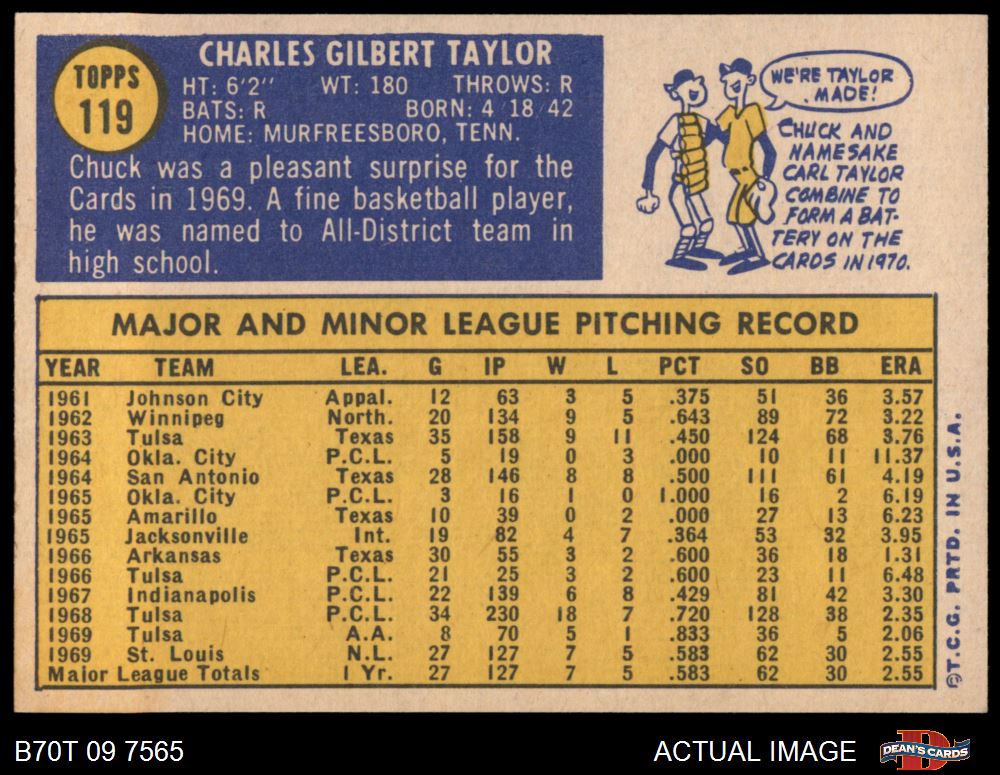 TOPPS
119
CHARLES GILBERT TAYLOR
HT: 6'2" WT: 180 THROWS: R
BATS: R BORN: 4 18 42
HOME: MURFREESBORO, TENN.
Chuck was a pleasant surprise for the
Cards in 1969. A fine basketball player,
he was named to All-District team in
high school.
WE'RE TAYLOR
MADE!
CHUCK AND
NAMESAKE
CARL TAYLOR
COMBINE TO
FORM A BAT-
TERY ON THE
CARDS IN 1970.
MAJOR AND MINOR LEAGUE PITCHING RECORD
YEAR TEAM LEA. G IP W L PCT SO BB ERA
1961 Johnson City Appal. 12 63 3 5 .375 51 36 3.57
1962 Winnipeg North. 20 134 9 5 .643 89 72 3.22
1963 Tulsa Texas 35 158 9 11 .450 124 68 3.76
1964 Okla. City P.C.L. 5 19 0 3 .000 10 11 11.37
1964 San Antonio Texas 28 146 8 8 .500 111 61 4.19
1965 Okla. City P.C.L. 3 16 1 0 1.000 16 2 6.19
1965 Amarillo Texas 10 39 0 2 .000 27 13 6.23
1965 Jacksonville Int. 19 82 4 7 .364 53 32 3.95
1966 Arkansas Texas 30 55 3 2 .600 36 18 1.31
1966 Tulsa P.C.L. 21 25 3 2 .600 23 11 6.48
1967 Indianapolis P.C.L. 22 139 6 8 .429 81 42 3.30
1968 Tulsa P.C.L. 34 230 18 7 .720 128 38 2.35
1969 Tulsa A.A. 8 70 5 1 .833 36 5 2.06
1969 St. Louis N.L. 27 127 7 5 .583 62 30 2.55
Major League Totals 1 Yr. 27 127 7 5 .583 62 30 2.55
©T.C.G. PRTD. IN U.S.A.
B70T 09 7565
ACTUAL IMAGE
D
DEAN'S CARDS